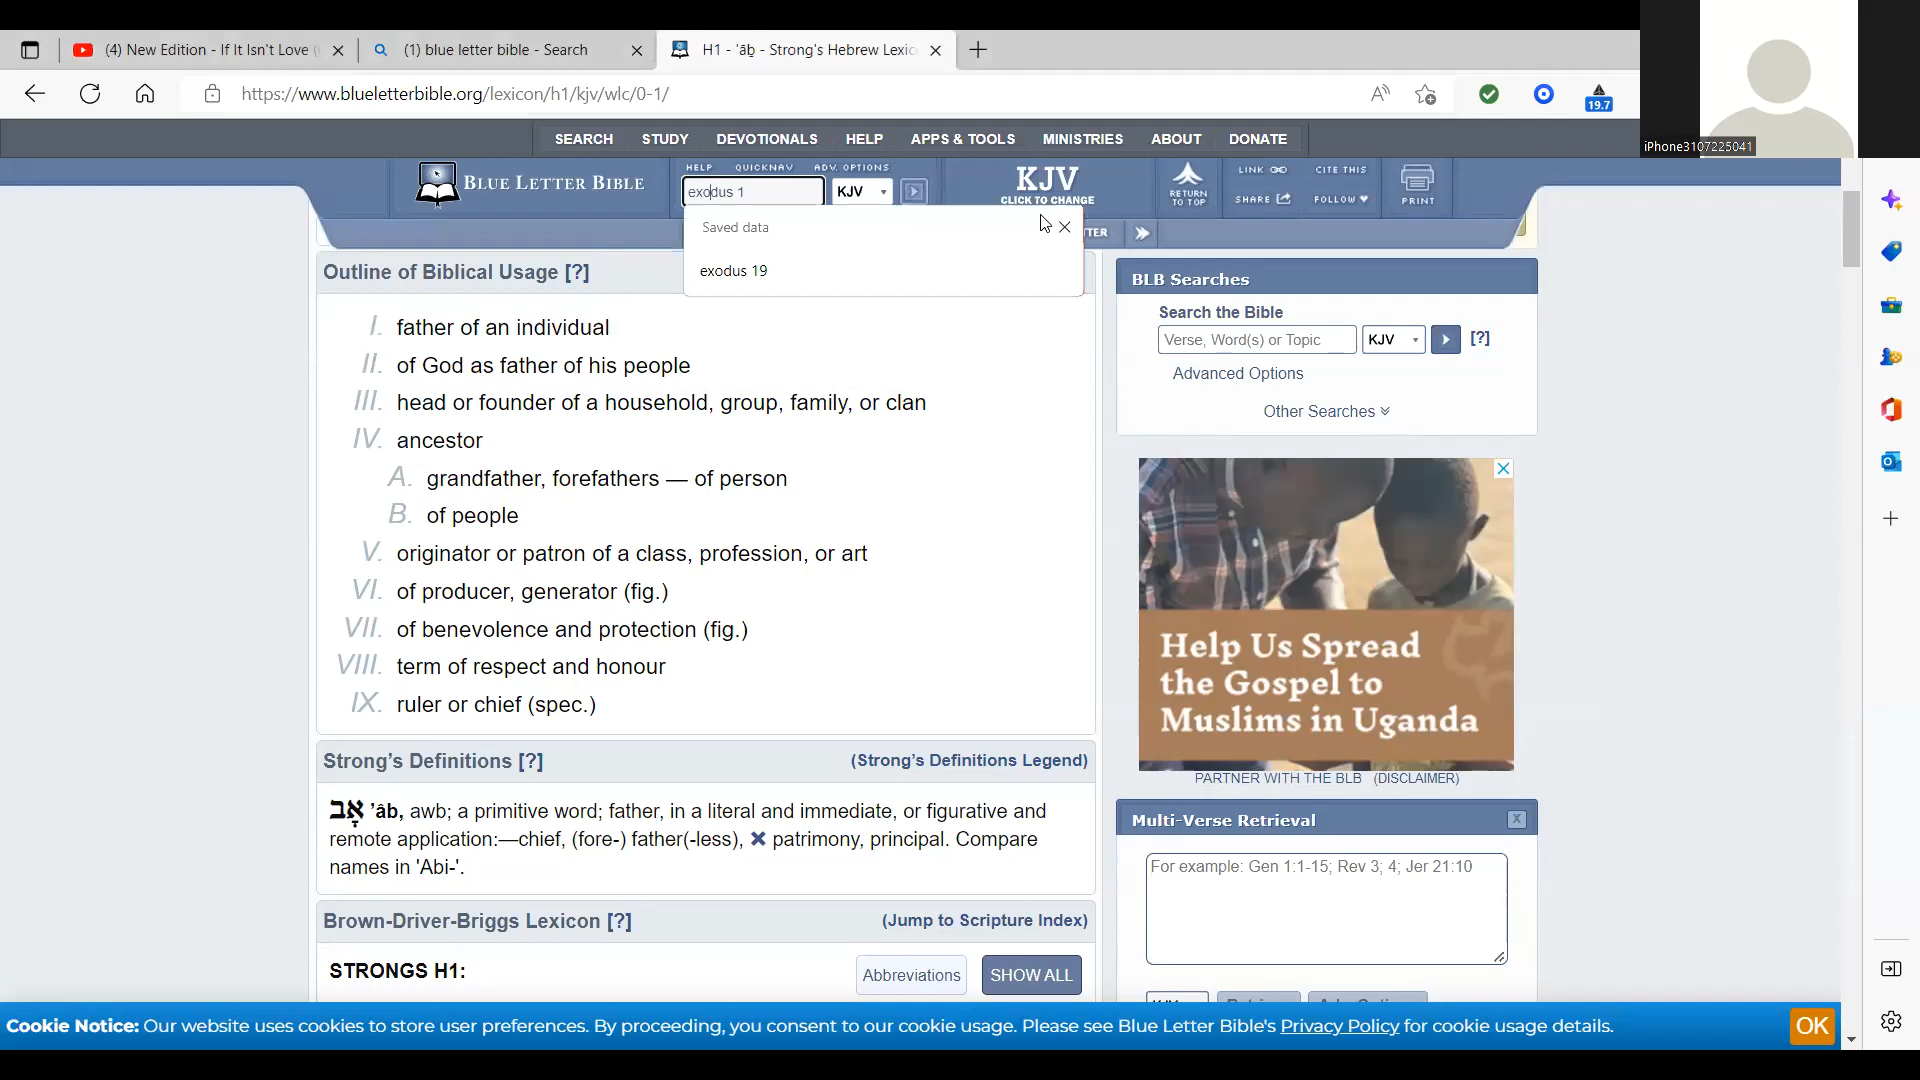 (4) New Edition - If It Isn't Love (
(1) blue letter bible - Search
H1 - 'āḇ - Strong's Hebrew Lexic
https://www.blueletterbible.org/lexicon/h1/kjv/wlc/0-1/
19.7
iPhone3107225041
SEARCH STUDY DEVOTIONALS HELP APPS & TOOLS MINISTRIES ABOUT DONATE
BLUE LETTER BIBLE
HELP QUICKNAV ADV. OPTIONS
exodus 1
KJV
KJV
CLICK TO CHANGE
RETURN
TO TOP
LINK
CITE THIS
SHARE
FOLLOW
PRINT
TER
Saved data
exodus 19
Outline of Biblical Usage [?]
I. father of an individual
II. of God as father of his people
III. head or founder of a household, group, family, or clan
IV. ancestor
A. grandfather, forefathers — of person
B. of people
V. originator or patron of a class, profession, or art
VI. of producer, generator (fig.)
VII. of benevolence and protection (fig.)
VIII. term of respect and honour
IX. ruler or chief (spec.)
Strong's Definitions [?]
(Strong's Definitions Legend)
אָב 'âb, awb; a primitive word; father, in a literal and immediate, or figurative and
remote application:—chief, (fore-) father(-less), × patrimony, principal. Compare
names in 'Abi-'.
Brown-Driver-Briggs Lexicon [?]
(Jump to Scripture Index)
STRONGS H1:
Abbreviations
SHOW ALL
BLB Searches
Search the Bible
Verse, Word(s) or Topic
KJV
[?]
Advanced Options
Other Searches
Help Us Spread
the Gospel to
Muslims in Uganda
PARTNER WITH THE BLB (DISCLAIMER)
Multi-Verse Retrieval
X
For example: Gen 1:1-15; Rev 3; 4; Jer 21:10
Cookie Notice: Our website uses cookies to store user preferences. By proceeding, you consent to our cookie usage. Please see Blue Letter Bible's Privacy Policy for cookie usage details.
OK